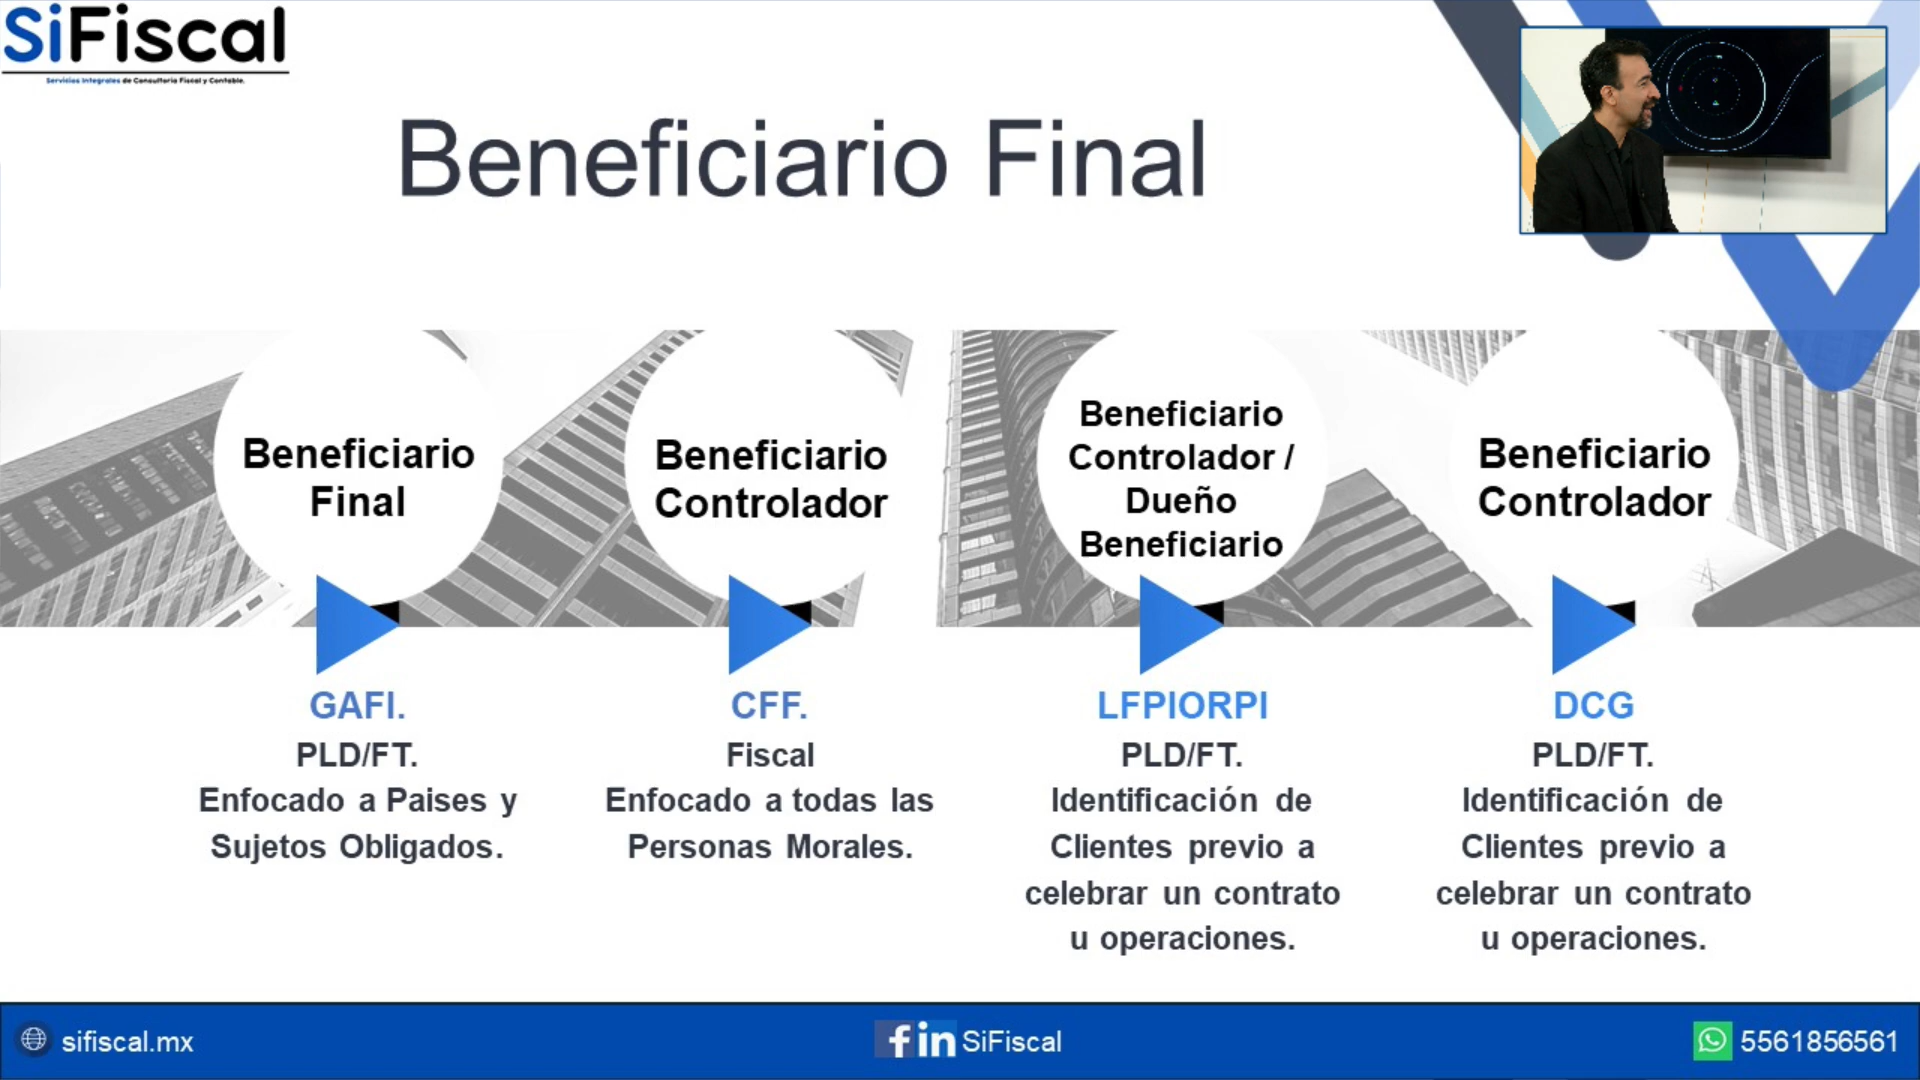 SiFiscal
Servicios Integrales de Consultoría Fiscal y Contable.
Beneficiario Final
Beneficiario
Final
Beneficiario
Controlador
Beneficiario
Controlador /
Dueño
Beneficiario
Beneficiario
Controlador
GAFI.
PLD/FT.
Enfocado a Paises y
Sujetos Obligados.
CFF.
Fiscal
Enfocado a todas las
Personas Morales.
LFPIORPI
PLD/FT.
Identificación de
Clientes previo a
celebrar un contrato
u operaciones.
DCG
PLD/FT.
Identificación de
Clientes previo a
celebrar un contrato
u operaciones.
sifiscal.mx
f in SiFiscal
5561856561